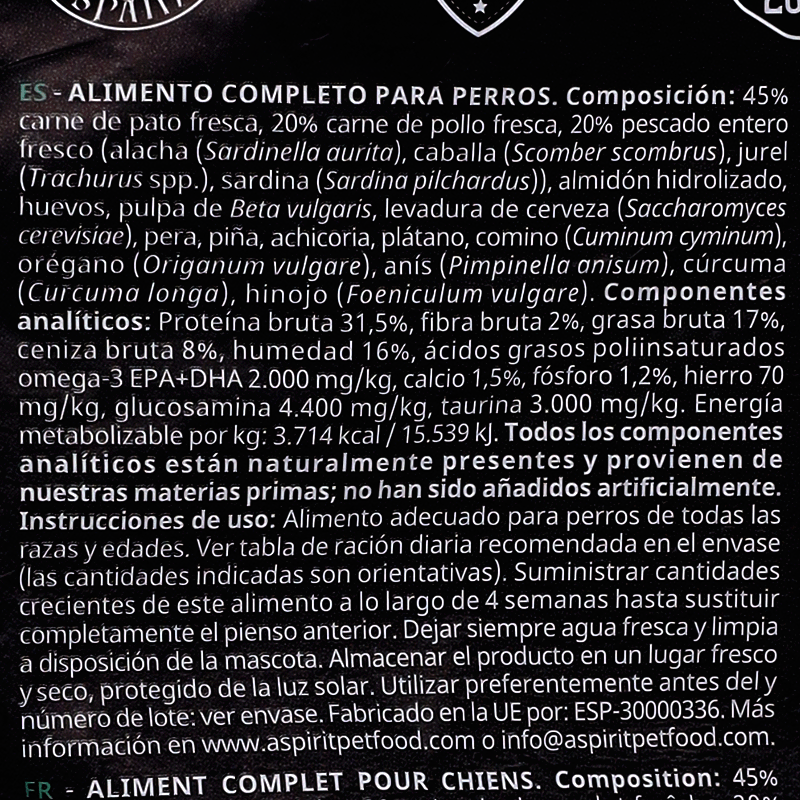 ES - ALIMENTO COMPLETO PARA PERROS. Composición: 45%
carne de pato fresca, 20% carne de pollo fresca, 20% pescado entero
fresco (alacha (Sardinella aurita), caballa (Scomber scombrus), jurel
(Trachurus spp.), sardina (Sardina pilchardus)), almidón hidrolizado,
huevos, pulpa de Beta vulgaris, levadura de cerveza (Saccharomyces
cerevisiae), pera, piña, achicoria, plátano, comino (Cuminum cyminum),
orégano (Origanum vulgare), anís (Pimpinella anisum), cúrcuma
(Curcuma longa), hinojo (Foeniculum vulgare). Componentes
analíticos: Proteína bruta 31,5%, fibra bruta 2%, grasa bruta 17%,
ceniza bruta 8%, humedad 16%, ácidos grasos poliinsaturados
omega-3 EPA+DHA 2.000 mg/kg, calcio 1,5%, fósforo 1,2%, hierro 70
mg/kg, glucosamina 4.400 mg/kg, taurina 3.000 mg/kg. Energía
metabolizable por kg: 3.714 kcal / 15.539 kJ. Todos los componentes
analíticos están naturalmente presentes y provienen de
nuestras materias primas; no han sido añadidos artificialmente.
Instrucciones de uso: Alimento adecuado para perros de todas las
razas y edades. Ver tabla de ración diaria recomendada en el envase
(las cantidades indicadas son orientativas). Suministrar cantidades
crecientes de este alimento a lo largo de 4 semanas hasta sustituir
completamente el pienso anterior. Dejar siempre agua fresca y limpia
a disposición de la mascota. Almacenar el producto en un lugar fresco
y seco, protegido de la luz solar. Utilizar preferentemente antes del y
número de lote: ver envase. Fabricado en la UE por: ESP-30000336. Más
información en www.aspiritpetfood.com o info@aspiritpetfood.com.
FR - ALIMENT COMPLET POUR CHIENS. Composition: 45%